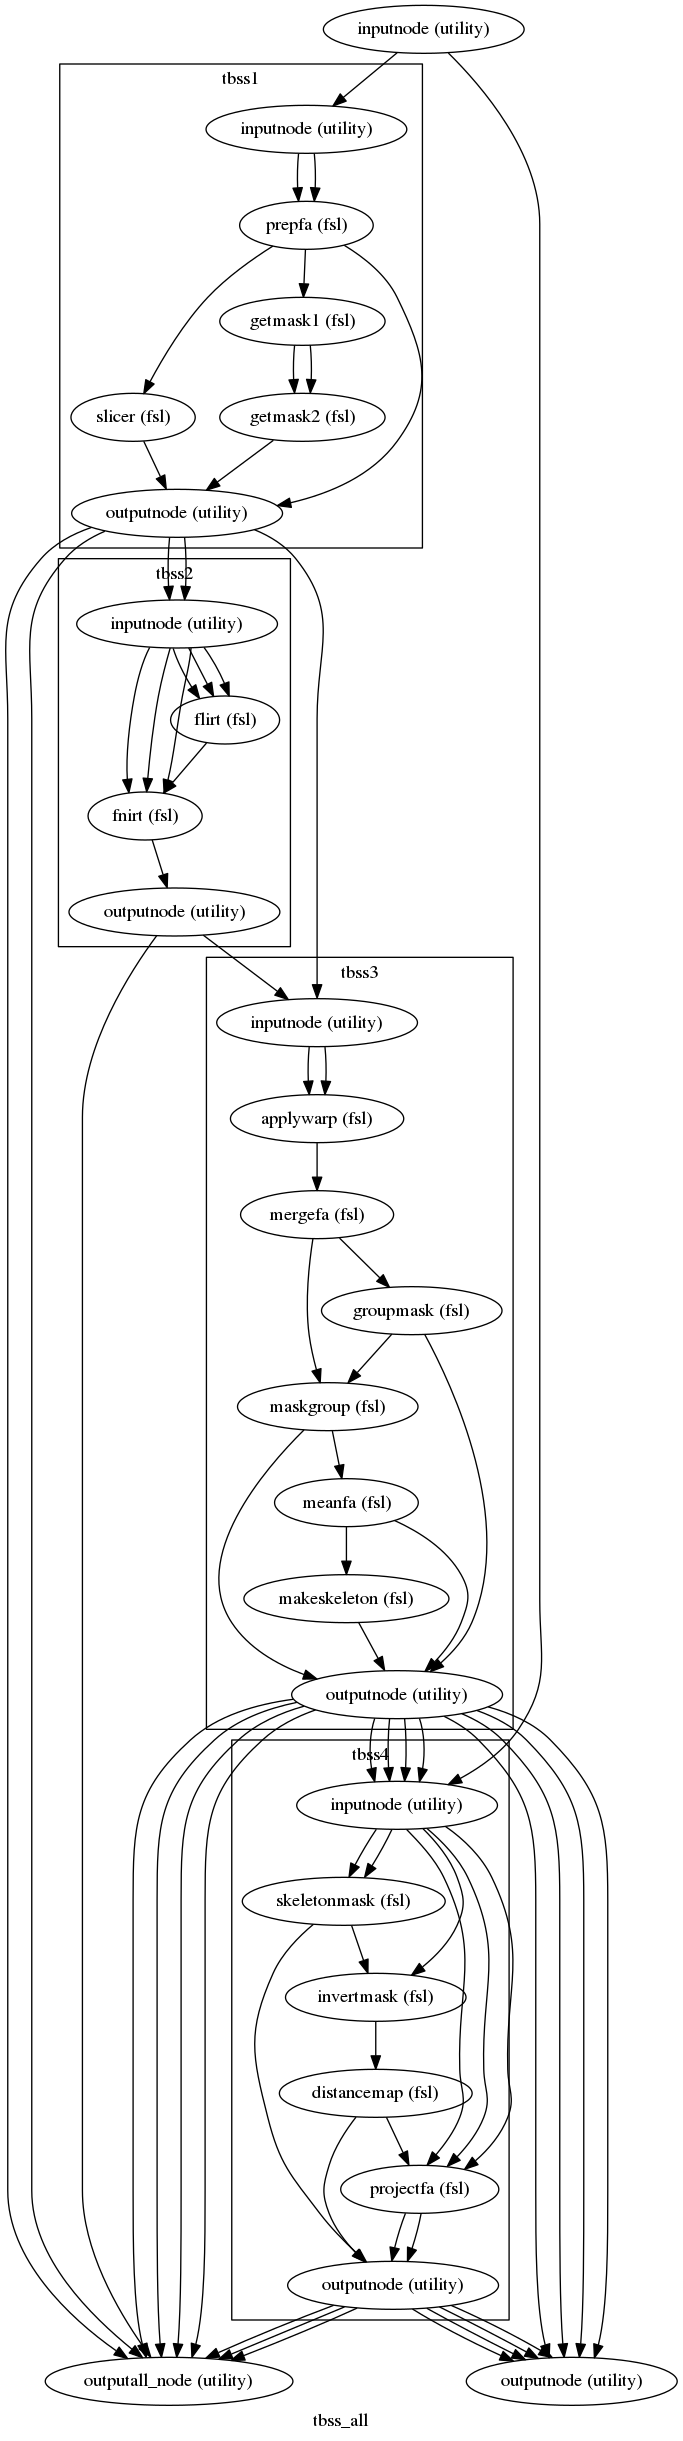 inputnode (utility)
tbss1
inputnode (utility)
prepfa (fsl)
getmask1 (fsl)
slicer (fsl)
getmask2 (fsl)
outputnode (utility)
tbss2
inputnode (utility)
flirt (fsl)
fnirt (fsl)
outputnode (utility)
tbss3
inputnode (utility)
applywarp (fsl)
mergefa (fsl)
groupmask (fsl)
maskgroup (fsl)
meanfa (fsl)
makeskeleton (fsl)
outputnode (utility)
tbss4
inputnode (utility)
skeletonmask (fsl)
invertmask (fsl)
distancemap (fsl)
projectfa (fsl)
outputnode (utility)
outputall_node (utility)
outputnode (utility)
tbss_all